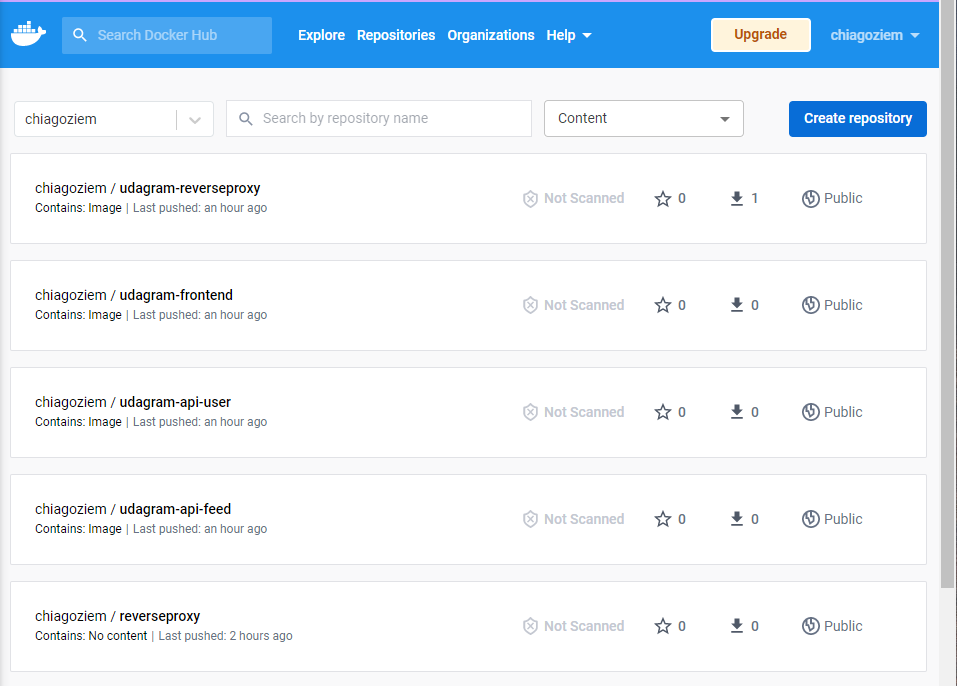 Search Docker Hub Explore Repositories Organizations Help Upgrade chiagoziem
chiagoziem Search by repository name Content Create repository
chiagoziem / udagram-reverseproxy
Contains: Image | Last pushed: an hour ago
Not Scanned 0 1 Public
chiagoziem / udagram-frontend
Contains: Image | Last pushed: an hour ago
Not Scanned 0 0 Public
chiagoziem / udagram-api-user
Contains: Image | Last pushed: an hour ago
Not Scanned 0 0 Public
chiagoziem / udagram-api-feed
Contains: Image | Last pushed: an hour ago
Not Scanned 0 0 Public
chiagoziem / reverseproxy
Contains: No content | Last pushed: 2 hours ago
Not Scanned 0 0 Public